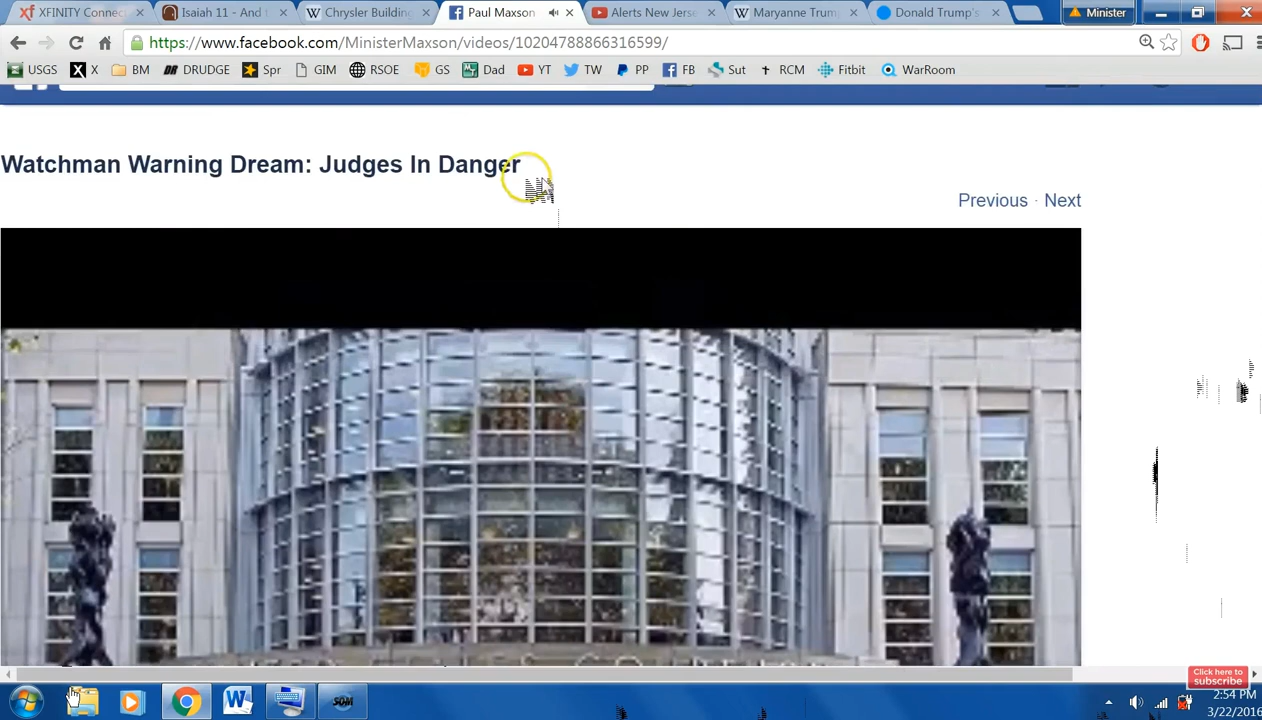 XFINITY Connec
Isaiah 11 - And t
Chrysler Building
Paul Maxson
Alerts New Jerse
Maryanne Trum
Donald Trump's
Minister
https://www.facebook.com/MinisterMaxson/videos/10204788866316599/
USGS
X
BM
DRUDGE
Spr
GIM
RSOE
GS
Dad
YT
TW
PP
FB
Sut
RCM
Fitbit
WarRoom
Watchman Warning Dream: Judges In Danger
Previous · Next
Click here to
subscribe
SOM
2:54 PM
3/22/2016